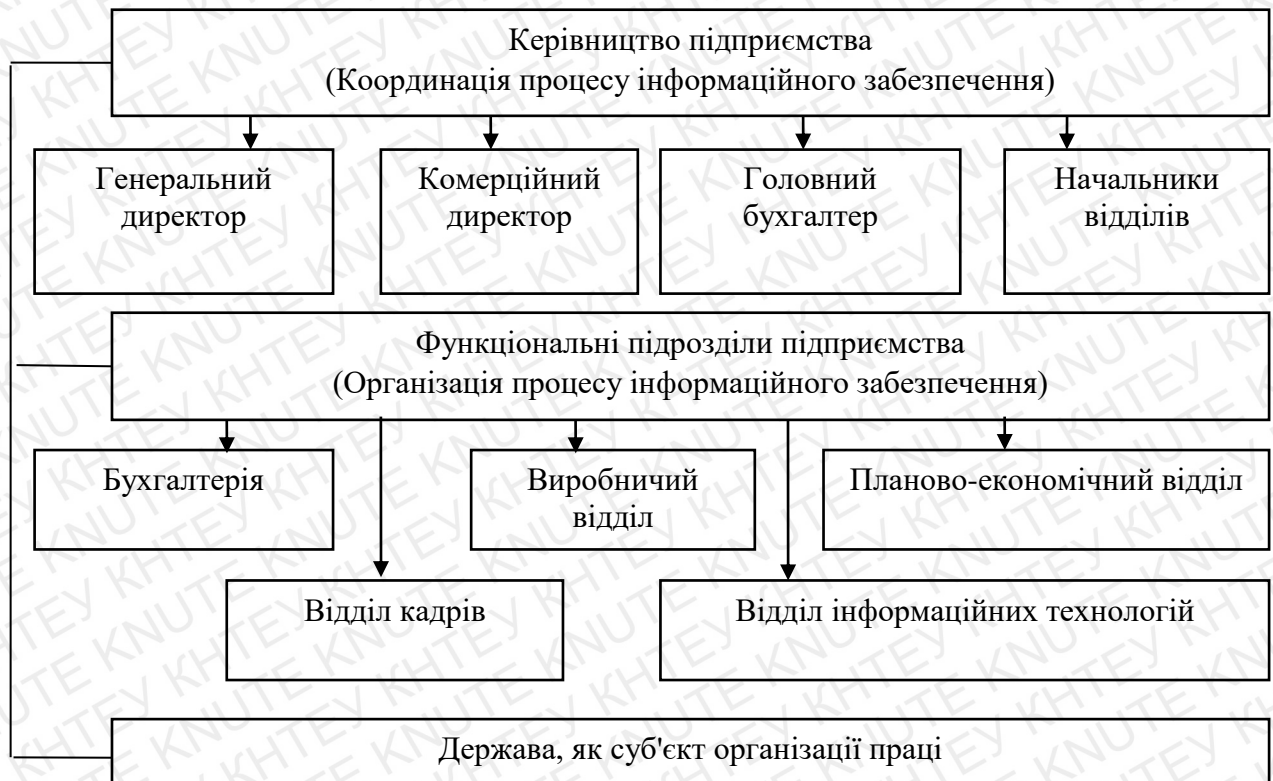 Керівництво підприємства
(Координація процесу інформаційного забезпечення)
Генеральний
директор
Комерційний
директор
Головний
бухгалтер
Начальники
відділів
Функціональні підрозділи підприємства
(Організація процесу інформаційного забезпечення)
Бухгалтерія
Виробничий
відділ
Планово-економічний відділ
Відділ кадрів
Відділ інформаційних технологій
Держава, як суб'єкт організації праці